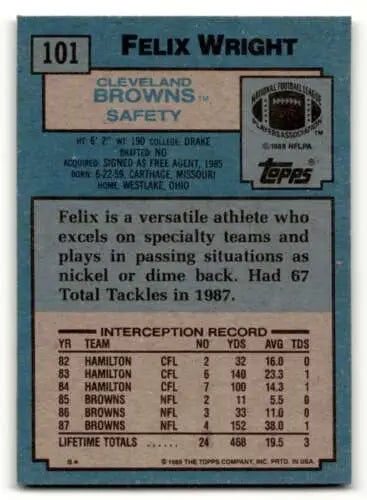 101
FELIX WRIGHT
CLEVELAND
BROWNS TM
SAFETY
NATIONAL FOOTBALL LEAGUE
PLAYERS ASSOCIATION
©1988 NFLPA
TOPPS
HT: 6' 2" WT: 190 COLLEGE: DRAKE
DRAFTED: NO
ACQUIRED: SIGNED AS FREE AGENT, 1985
BORN: 6-22-59, CARTHAGE, MISSOURI
HOME: WESTLAKE, OHIO
Felix is a versatile athlete who
excels on specialty teams and
plays in passing situations as
nickel or dime back. Had 67
Total Tackles in 1987.
INTERCEPTION RECORD
YR TEAM NO YDS AVG TDS
82 HAMILTON CFL 2 32 16.0 0
83 HAMILTON CFL 6 140 23.3 1
84 HAMILTON CFL 7 100 14.3 1
85 BROWNS NFL 2 11 5.5 0
86 BROWNS NFL 3 33 11.0 0
87 BROWNS NFL 4 152 38.0 1
LIFETIME TOTALS ...... 24 468 19.5 3
B* © 1988 THE TOPPS COMPANY, INC. PRTD. IN U.S.A.